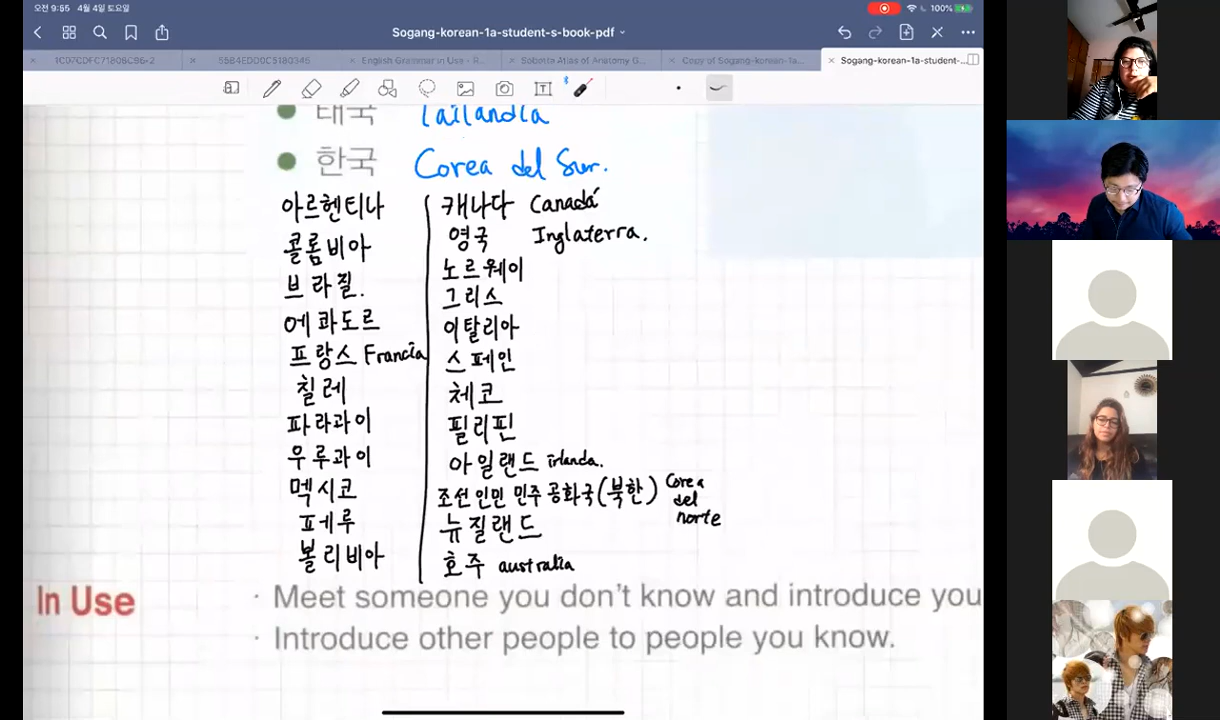 오전 9:55 4월 4일 토요일
100%
Sogang-korean-1a-student-s-book-pdf
English Grammar in Use - R...
Sobotta Atlas of Anatomy G...
Copy of Sogang-korean-1a...
Sogang-korean-1a-student-...
태국 Tailandia
한국 Corea del Sur.
아르헨티나
콜롬비아
브라질.
에콰도르
프랑스 Francia
칠레
파라과이
우루과이
멕시코
페루
볼리비아
캐나다 Canadá
영국 Inglaterra.
노르웨이
그리스
이탈리아
스페인
체코
필리핀
아일랜드 irlanda.
조선 인민 민주 공화국 (북한) Corea del norte
뉴질랜드
호주 australia
In Use
· Meet someone you don't know and introduce you
· Introduce other people to people you know.